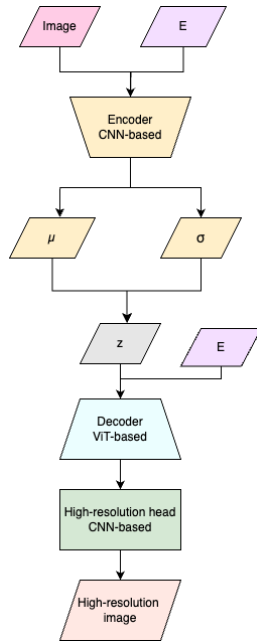 Image
E
Encoder
CNN-based
μ
σ
z
E
Decoder
ViT-based
High-resolution head
CNN-based
High-resolution
image